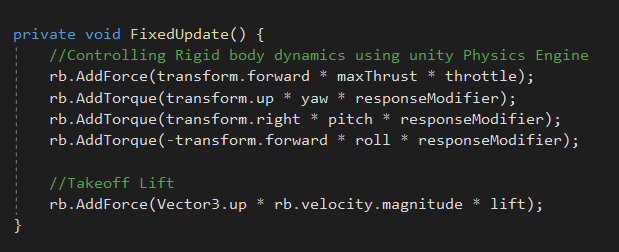 private void FixedUpdate() {
//Controlling Rigid body dynamics using unity Physics Engine
rb.AddForce(transform.forward * maxThrust * throttle);
rb.AddTorque(transform.up * yaw * responseModifier);
rb.AddTorque(transform.right * pitch * responseModifier);
rb.AddTorque(-transform.forward * roll * responseModifier);
//Takeoff Lift
rb.AddForce(Vector3.up * rb.velocity.magnitude * lift);
}